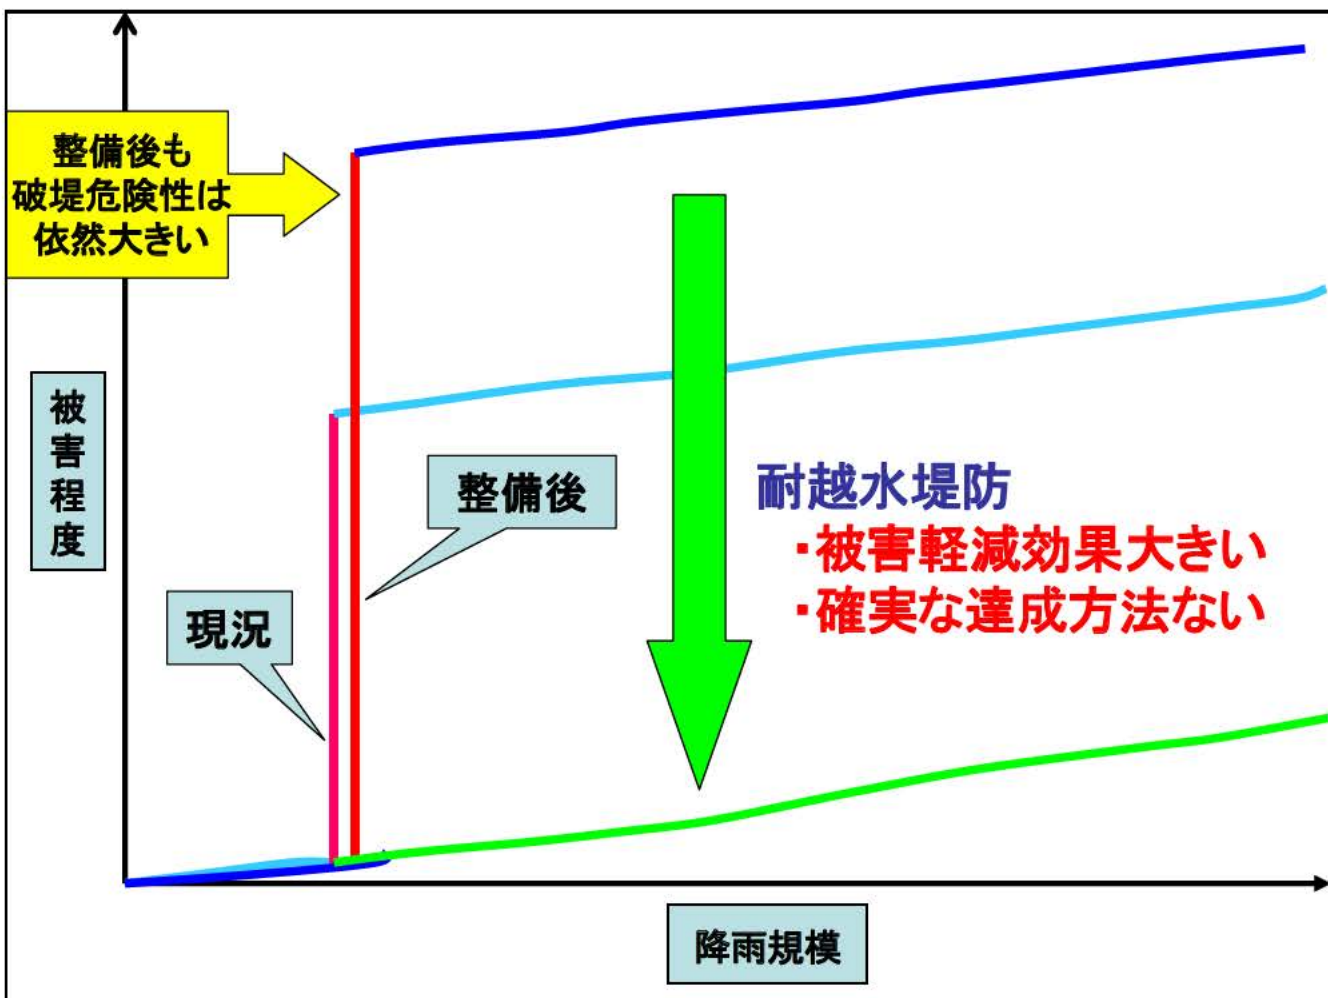 整備後も
破堤危険性は
依然大きい
被
害
程
度
整備後
現況
耐越水堤防
・被害軽減効果大きい
・確実な達成方法ない
降雨規模